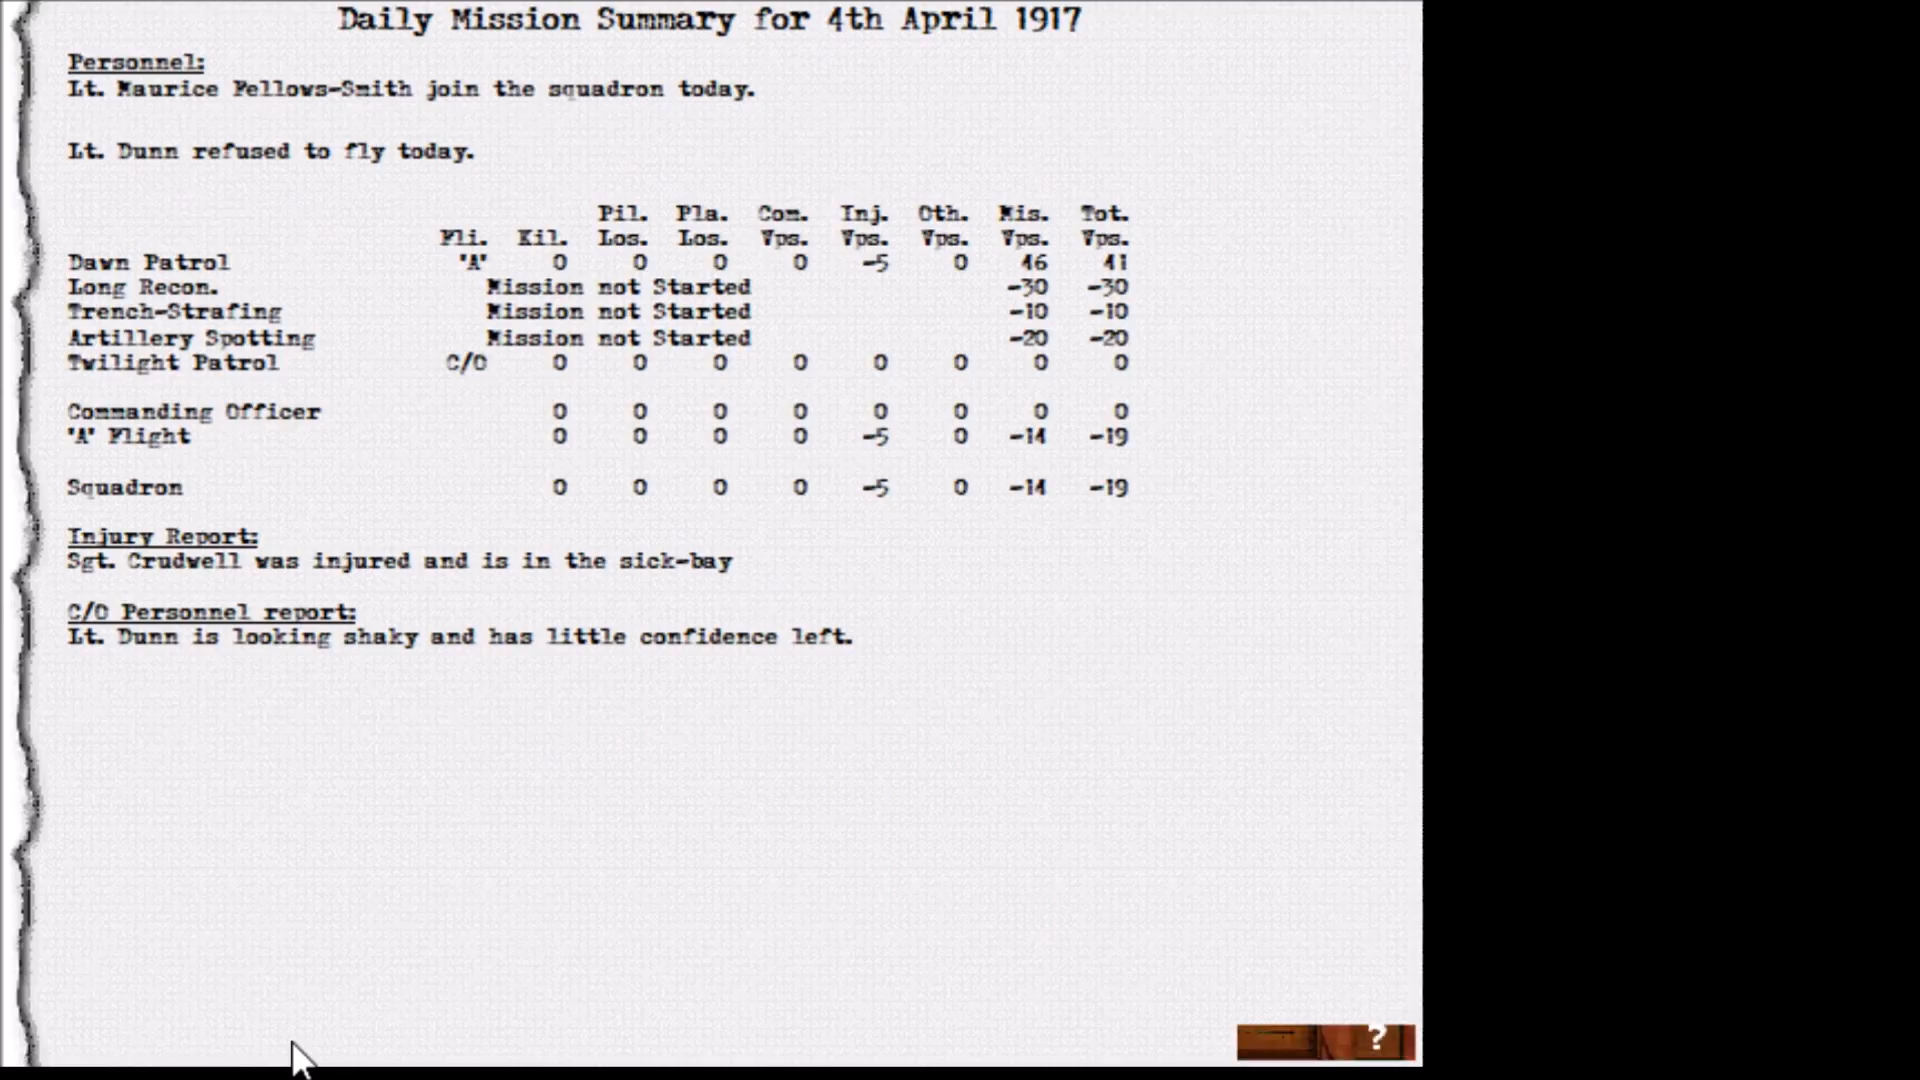 Daily Mission Summary for 4th April 1917
Personnel:
Lt. Maurice Fellows-Smith join the squadron today.
Lt. Dunn refused to fly today.
Pil. Pla. Com. Inj. Oth. Mis. Tot.
Fli. Kil. Los. Los. Vps. Vps. Vps. Vps. Vps.
Dawn Patrol 'A' 0 0 0 0 -5 0 46 41
Long Recon. Mission not Started -30 -30
Trench-Strafing Mission not Started -10 -10
Artillery Spotting Mission not Started -20 -20
Twilight Patrol C/O 0 0 0 0 0 0 0 0
Commanding Officer 0 0 0 0 0 0 0 0
'A' Flight 0 0 0 0 -5 0 -14 -19
Squadron 0 0 0 0 -5 0 -14 -19
Injury Report:
Sgt. Crudwell was injured and is in the sick-bay
C/O Personnel report:
Lt. Dunn is looking shaky and has little confidence left.
?